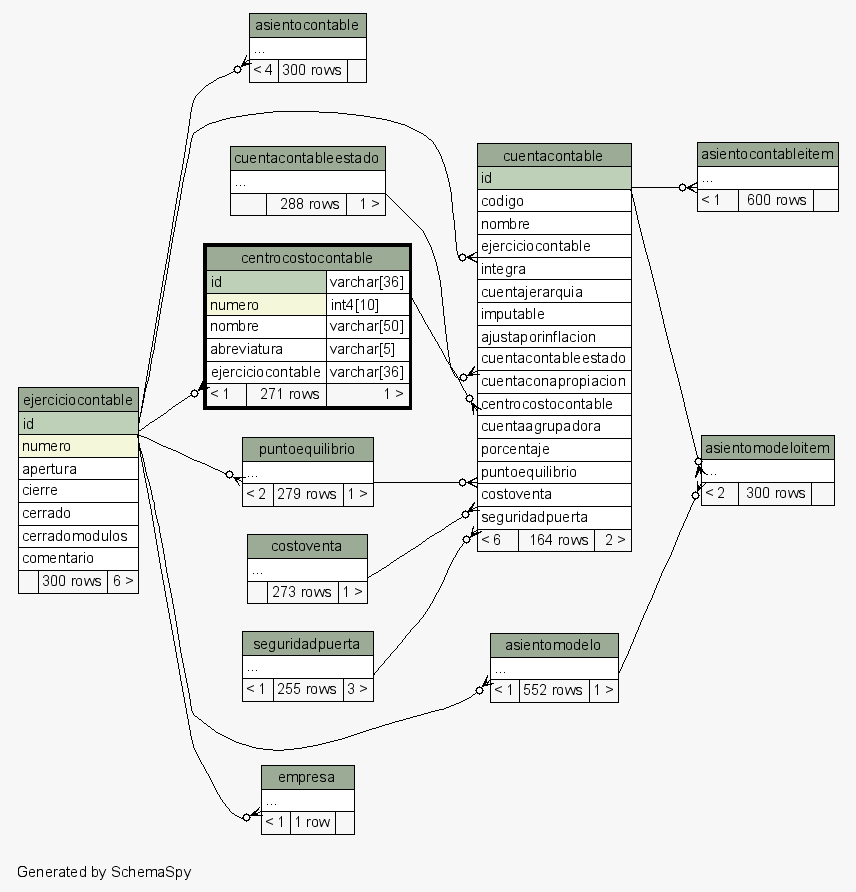 asientocontable
...
< 4 300 rows
cuentacontableestado
...
288 rows 1 >
centrocostocontable
id varchar[36]
numero int4[10]
nombre varchar[50]
abreviatura varchar[5]
ejerciciocontable varchar[36]
< 1 271 rows 1 >
ejerciciocontable
id
numero
apertura
cierre
cerrado
cerradomodulos
comentario
300 rows 6 >
puntoequilibrio
...
< 2 279 rows 1 >
costoventa
...
273 rows 1 >
seguridadpuerta
...
< 1 255 rows 3 >
empresa
...
< 1 1 row
cuentacontable
id
codigo
nombre
ejerciciocontable
integra
cuentajerarquia
imputable
ajustaporinflacion
cuentacontableestado
cuentaconapropiacion
centrocostocontable
cuentaagrupadora
porcentaje
puntoequilibrio
costoventa
seguridadpuerta
< 6 164 rows 2 >
asientomodelo
...
< 1 552 rows 1 >
asientocontableitem
...
< 1 600 rows
asientomodeloitem
...
< 2 300 rows
Generated by SchemaSpy